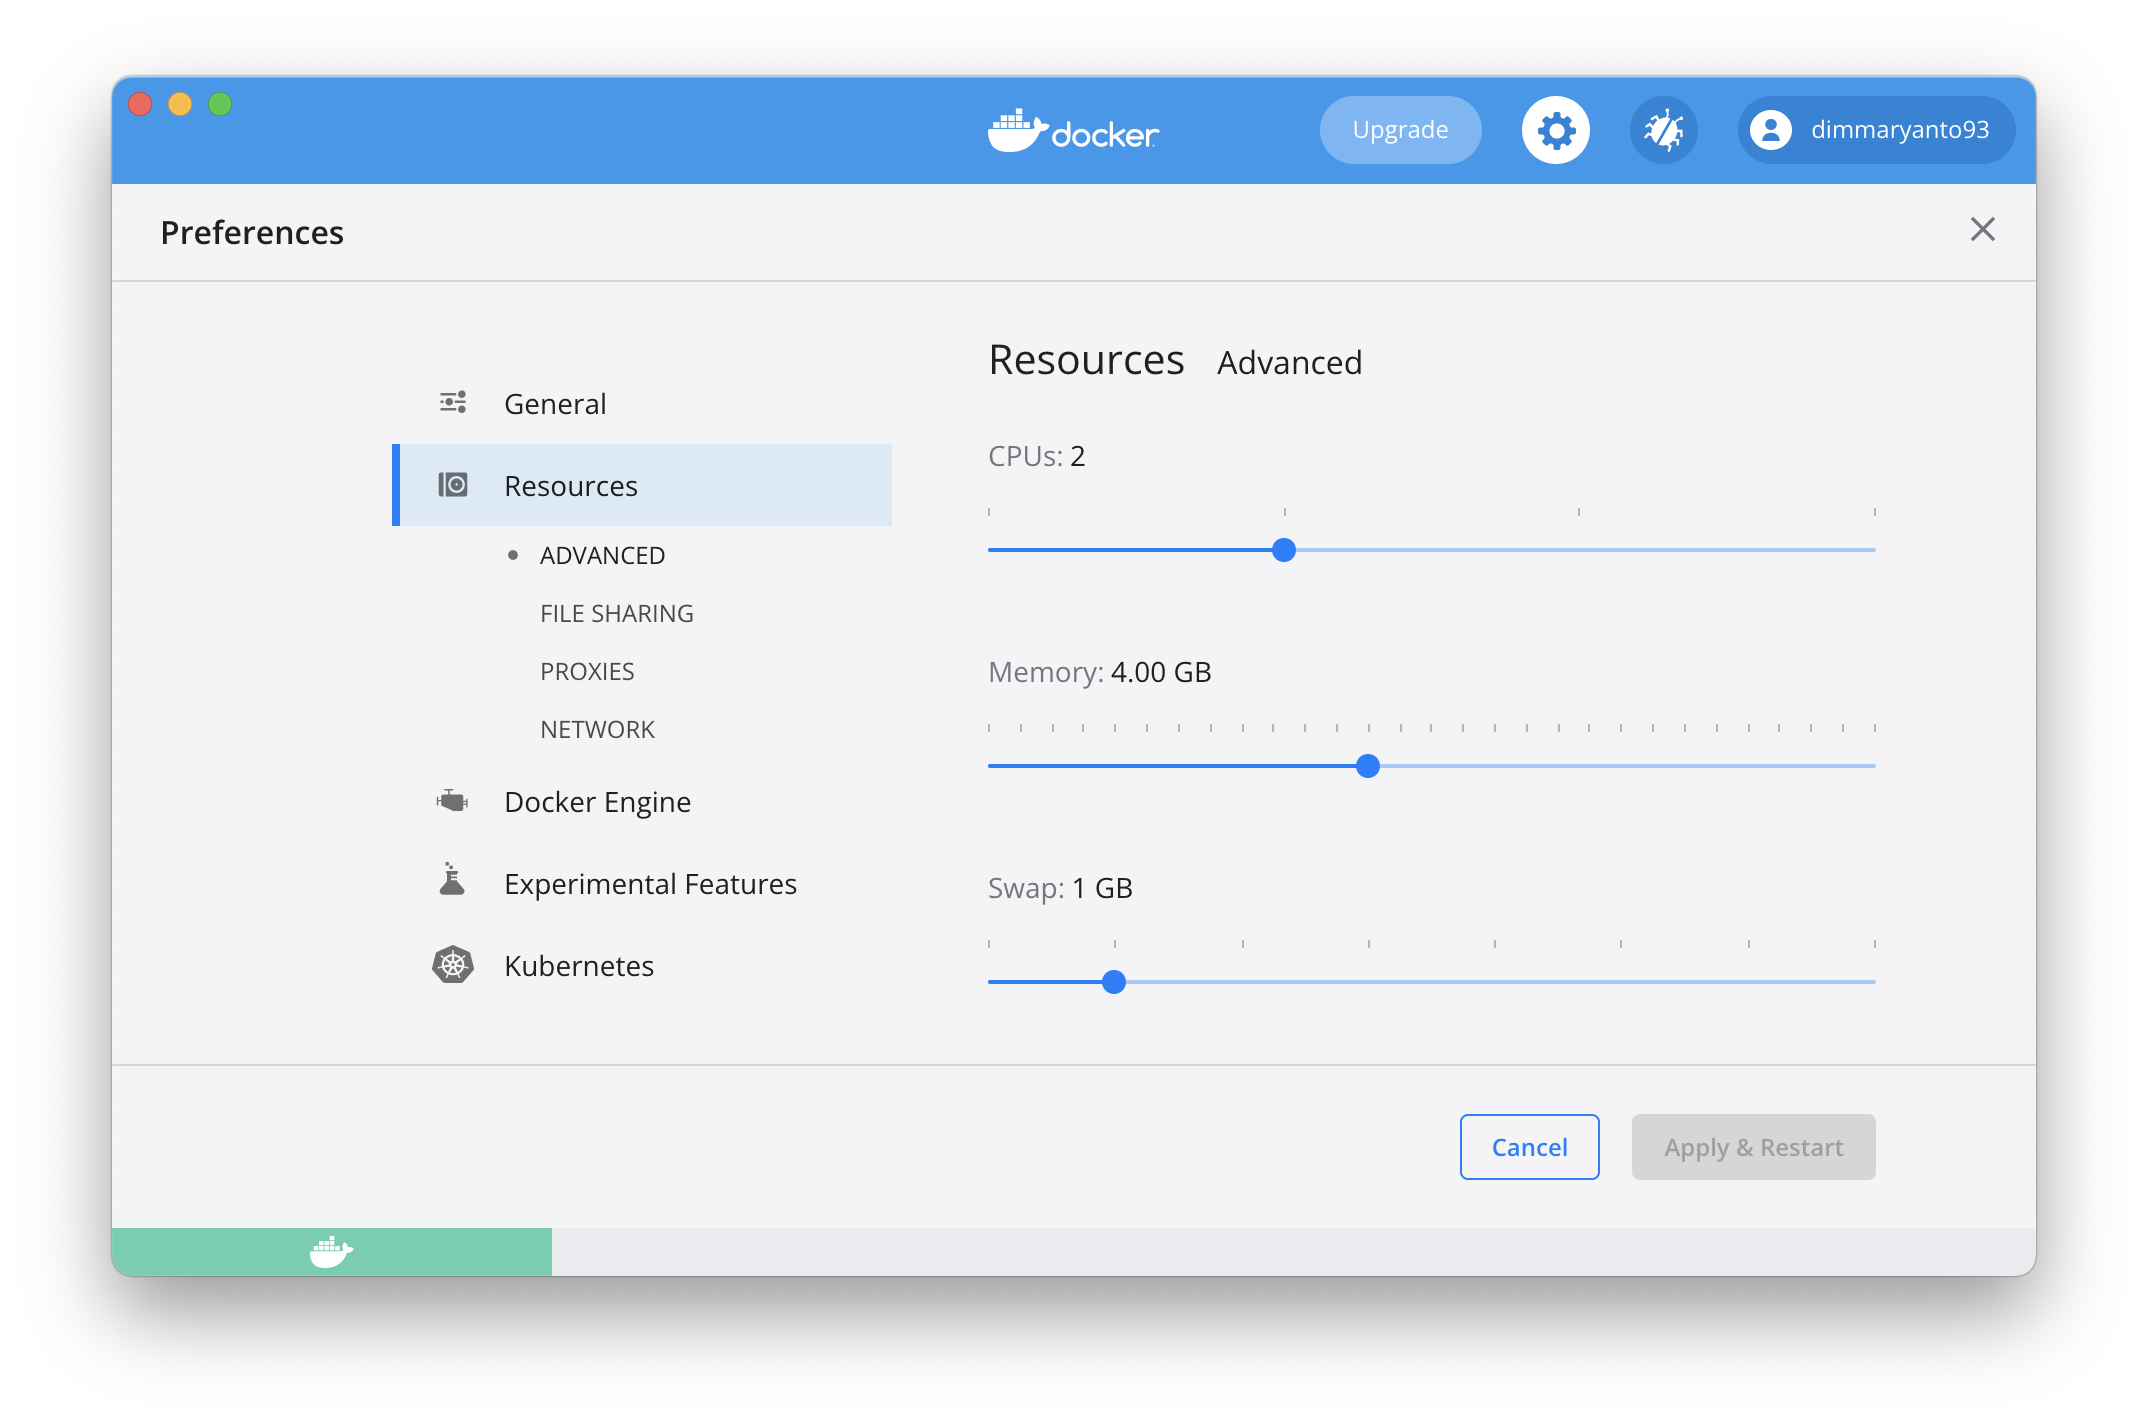 docker
Upgrade
dimmaryanto93
Preferences
General
Resources
ADVANCED
FILE SHARING
PROXIES
NETWORK
Docker Engine
Experimental Features
Kubernetes
Resources Advanced
CPUs: 2
Memory: 4.00 GB
Swap: 1 GB
Cancel
Apply & Restart